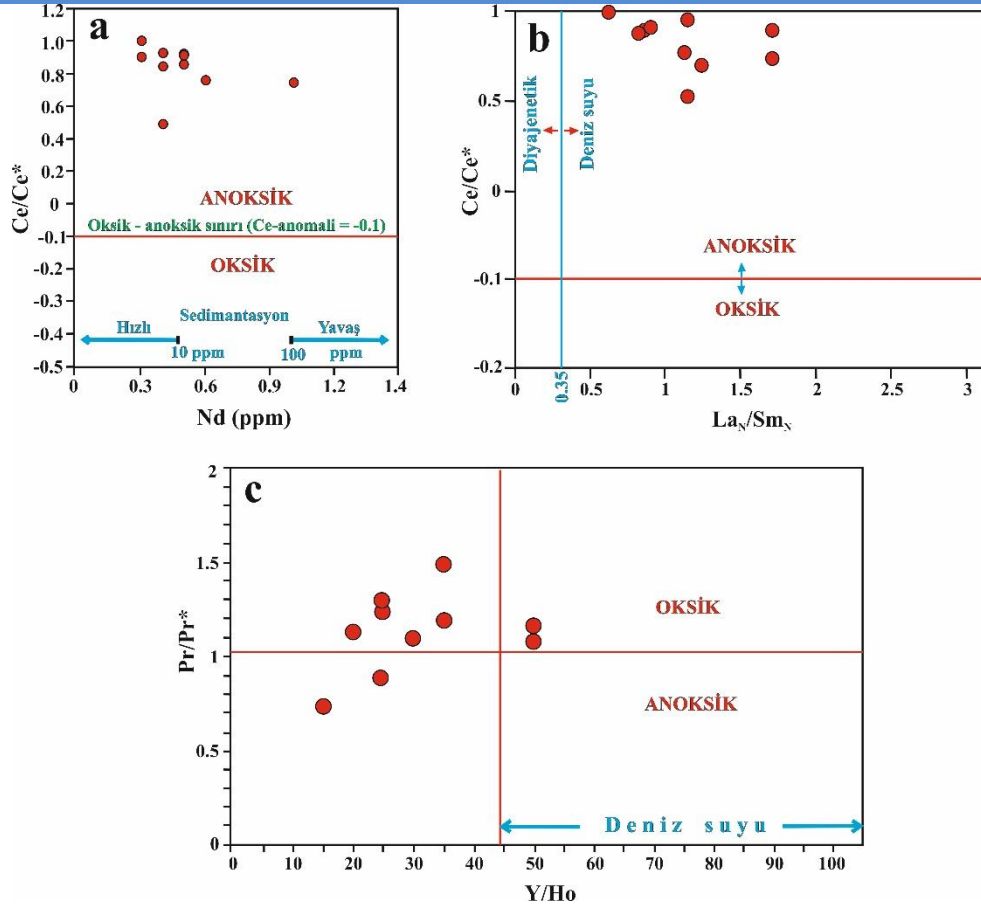 a
1.2
1.0
0.8
0.6
0.4
0.2
0
-0.1
-0.2
-0.3
-0.4
-0.5
Ce/Ce*
ANOKSİK
Oksik - anoksik sınırı (Ce-anomali = -0.1)
OKSİK
Sedimantasyon
Hızlı
Yavaş
10 ppm
100 ppm
0 0.3 0.6 0.9 1.2 1.4
Nd (ppm)
b
1
0.5
0
-0.1
-0.2
Ce/Ce*
Diyajenetik
Deniz suyu
ANOKSİK
OKSİK
0 0.35 0.5 1 1.5 2 2.5 3
LaN/SmN
c
2
1.5
1
0.5
0
Pr/Pr*
OKSİK
ANOKSİK
Deniz suyu
0 10 20 30 40 50 60 70 80 90 100
Y/Ho